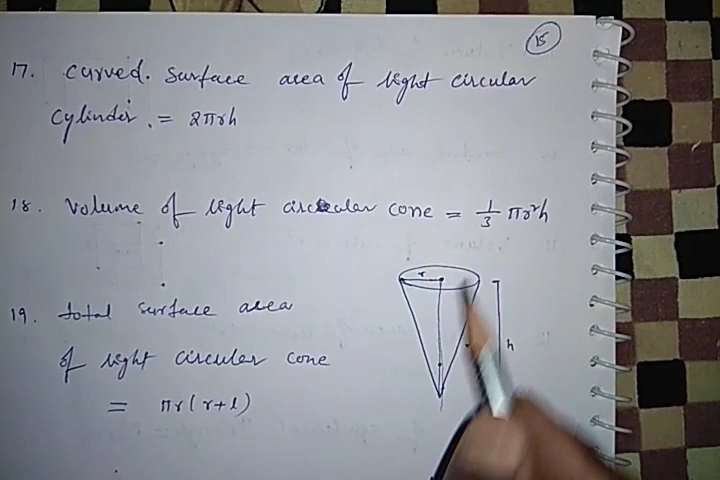 15
17. Curved. Surface area of right circular
Cylinder. = 2πrh
18. Volume of right circular cone = 1/3 πr²h
r
19. total surface area
of right circular cone
h
= πr(r+l)